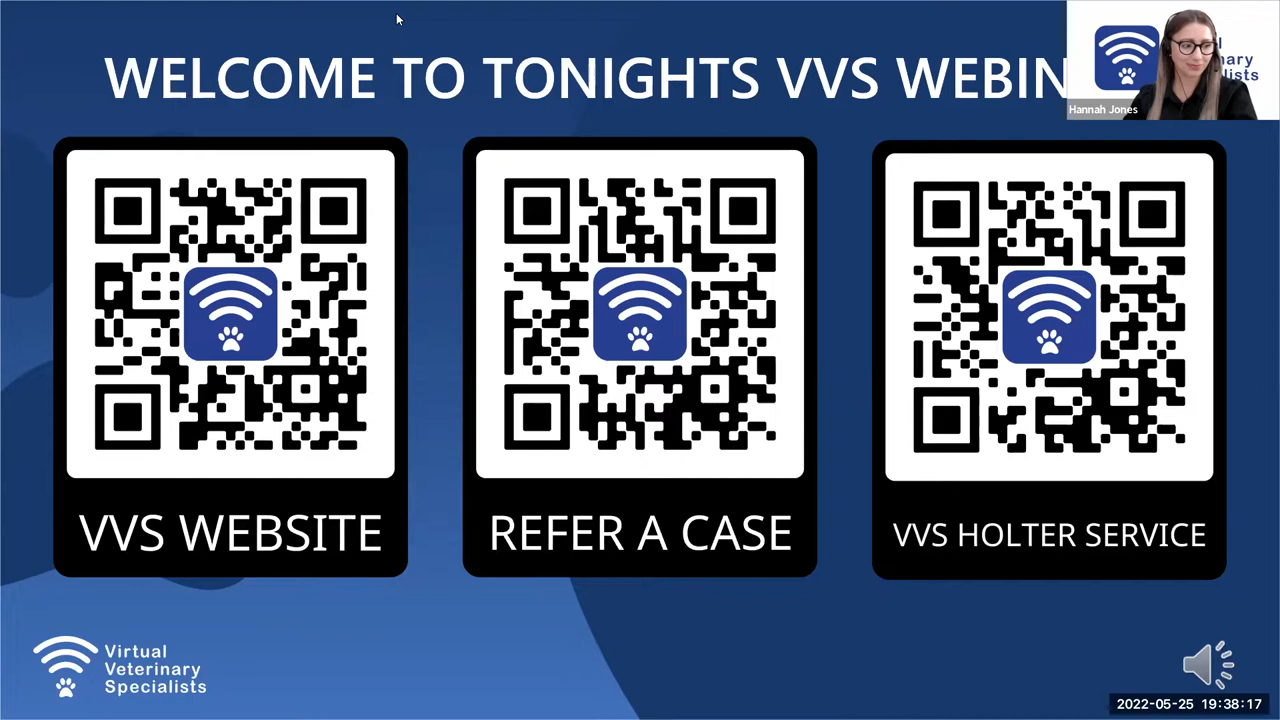 WELCOME TO TONIGHTS VVS WEBIN
Hannah Jones
VVS WEBSITE
REFER A CASE
VVS HOLTER SERVICE
Virtual
Veterinary
Specialists
2022-05-25 19:38:17